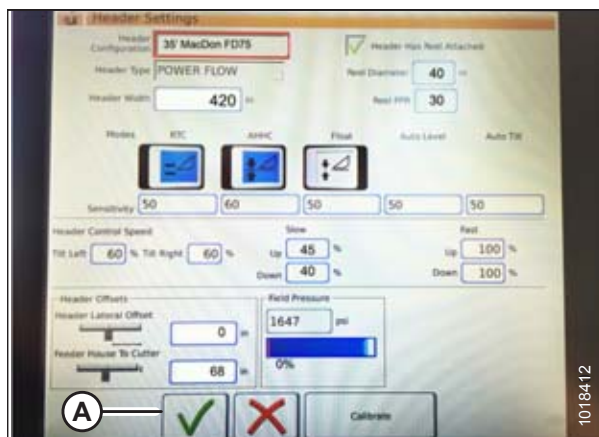 Header Settings
Header Configuration 35' MacDon FD75 Header Has Reel Attached
Header Type POWER FLOW Reel Diameter 40 in
Header Width 420 in Reel PPR 30
Modes RTC AHHC Float Auto Level Auto Tilt
Sensitivity 50 60 50 50 50
Header Control Speed Slow Fast
Tilt Left 60 % Tilt Right 60 % Up 45 % Up 100 %
Down 40 % Down 100 %
Header Offsets Field Pressure
Header Lateral Offset 0 in 1647 psi
Feeder House To Cutter 68 in 0%
A Calibrate
1018412